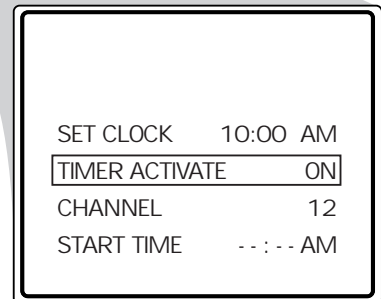 SET CLOCK 10:00 AM
TIMER ACTIVATE ON
CHANNEL 12
START TIME --:-- AM